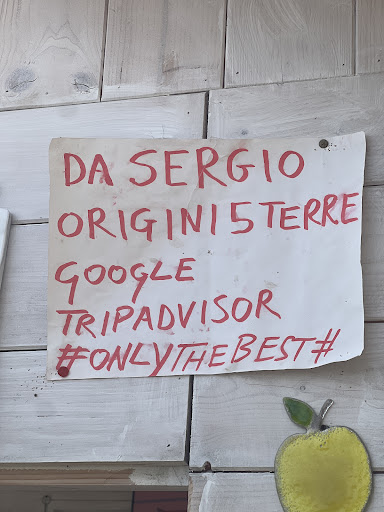 DA SERGIO
ORIGINI 5 TERRE
GOOGLE
TRIPADVISOR
#ONLYTHEBEST#